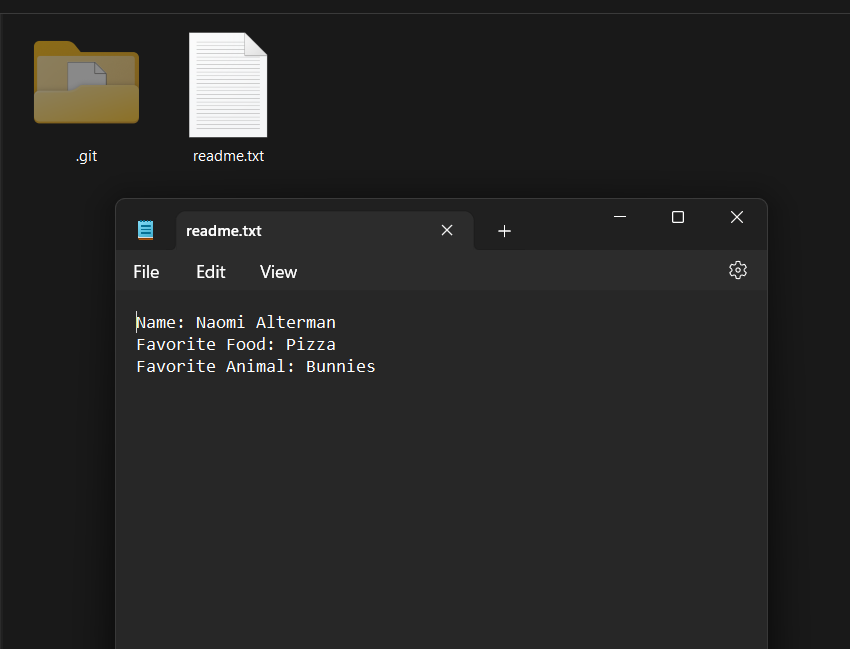 .git
readme.txt
readme.txt
File Edit View
Name: Naomi Alterman
Favorite Food: Pizza
Favorite Animal: Bunnies